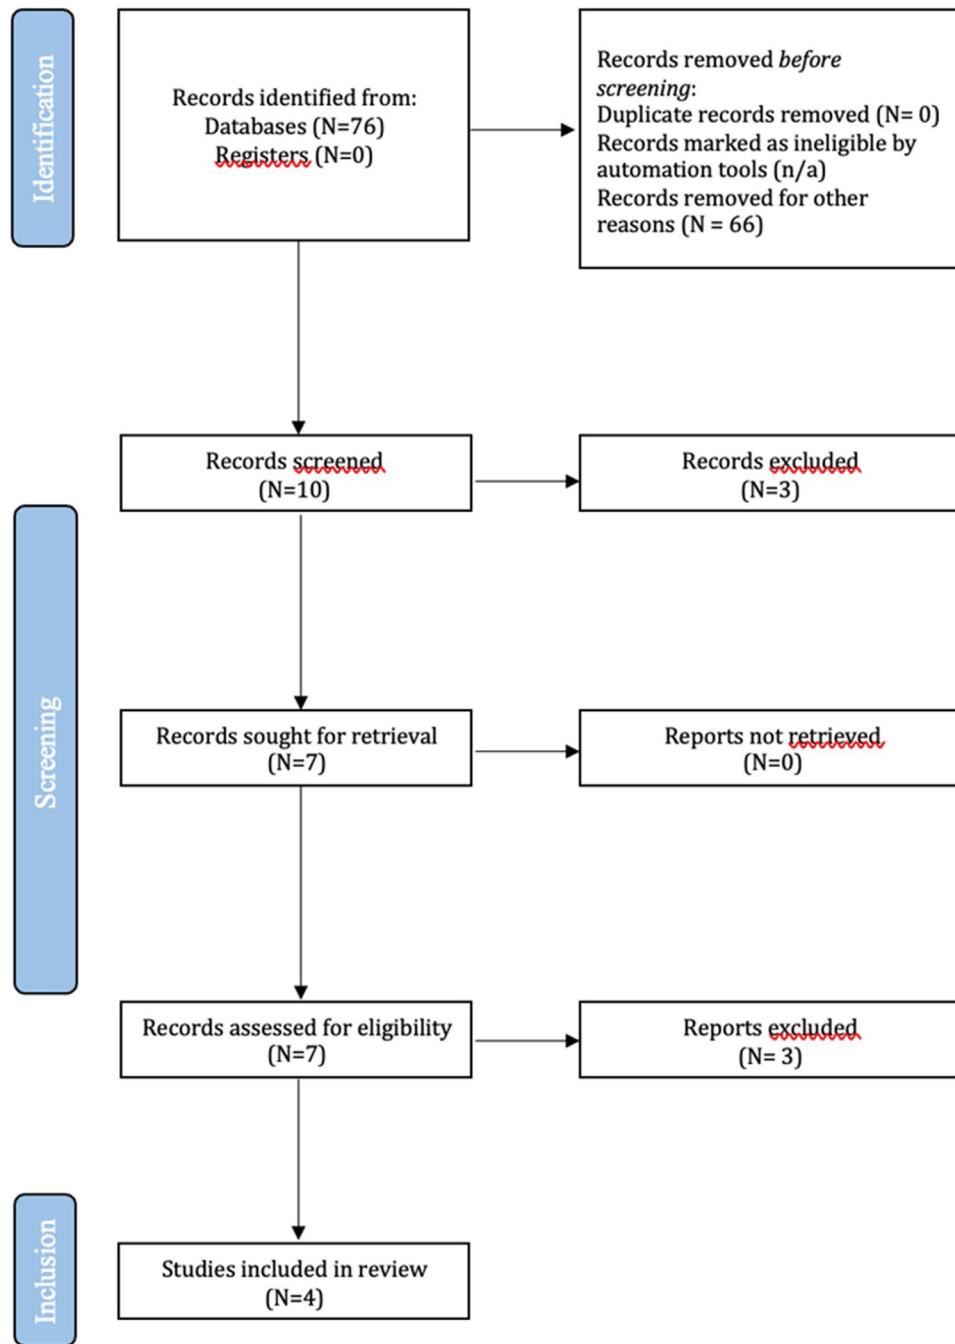 Identification
Records identified from:
Databases (N=76)
Registers (N=0)
Records removed before
screening:
Duplicate records removed (N= 0)
Records marked as ineligible by
automation tools (n/a)
Records removed for other
reasons (N = 66)
Screening
Records screened
(N=10)
Records excluded
(N=3)
Records sought for retrieval
(N=7)
Reports not retrieved
(N=0)
Records assessed for eligibility
(N=7)
Reports excluded
(N= 3)
Inclusion
Studies included in review
(N=4)